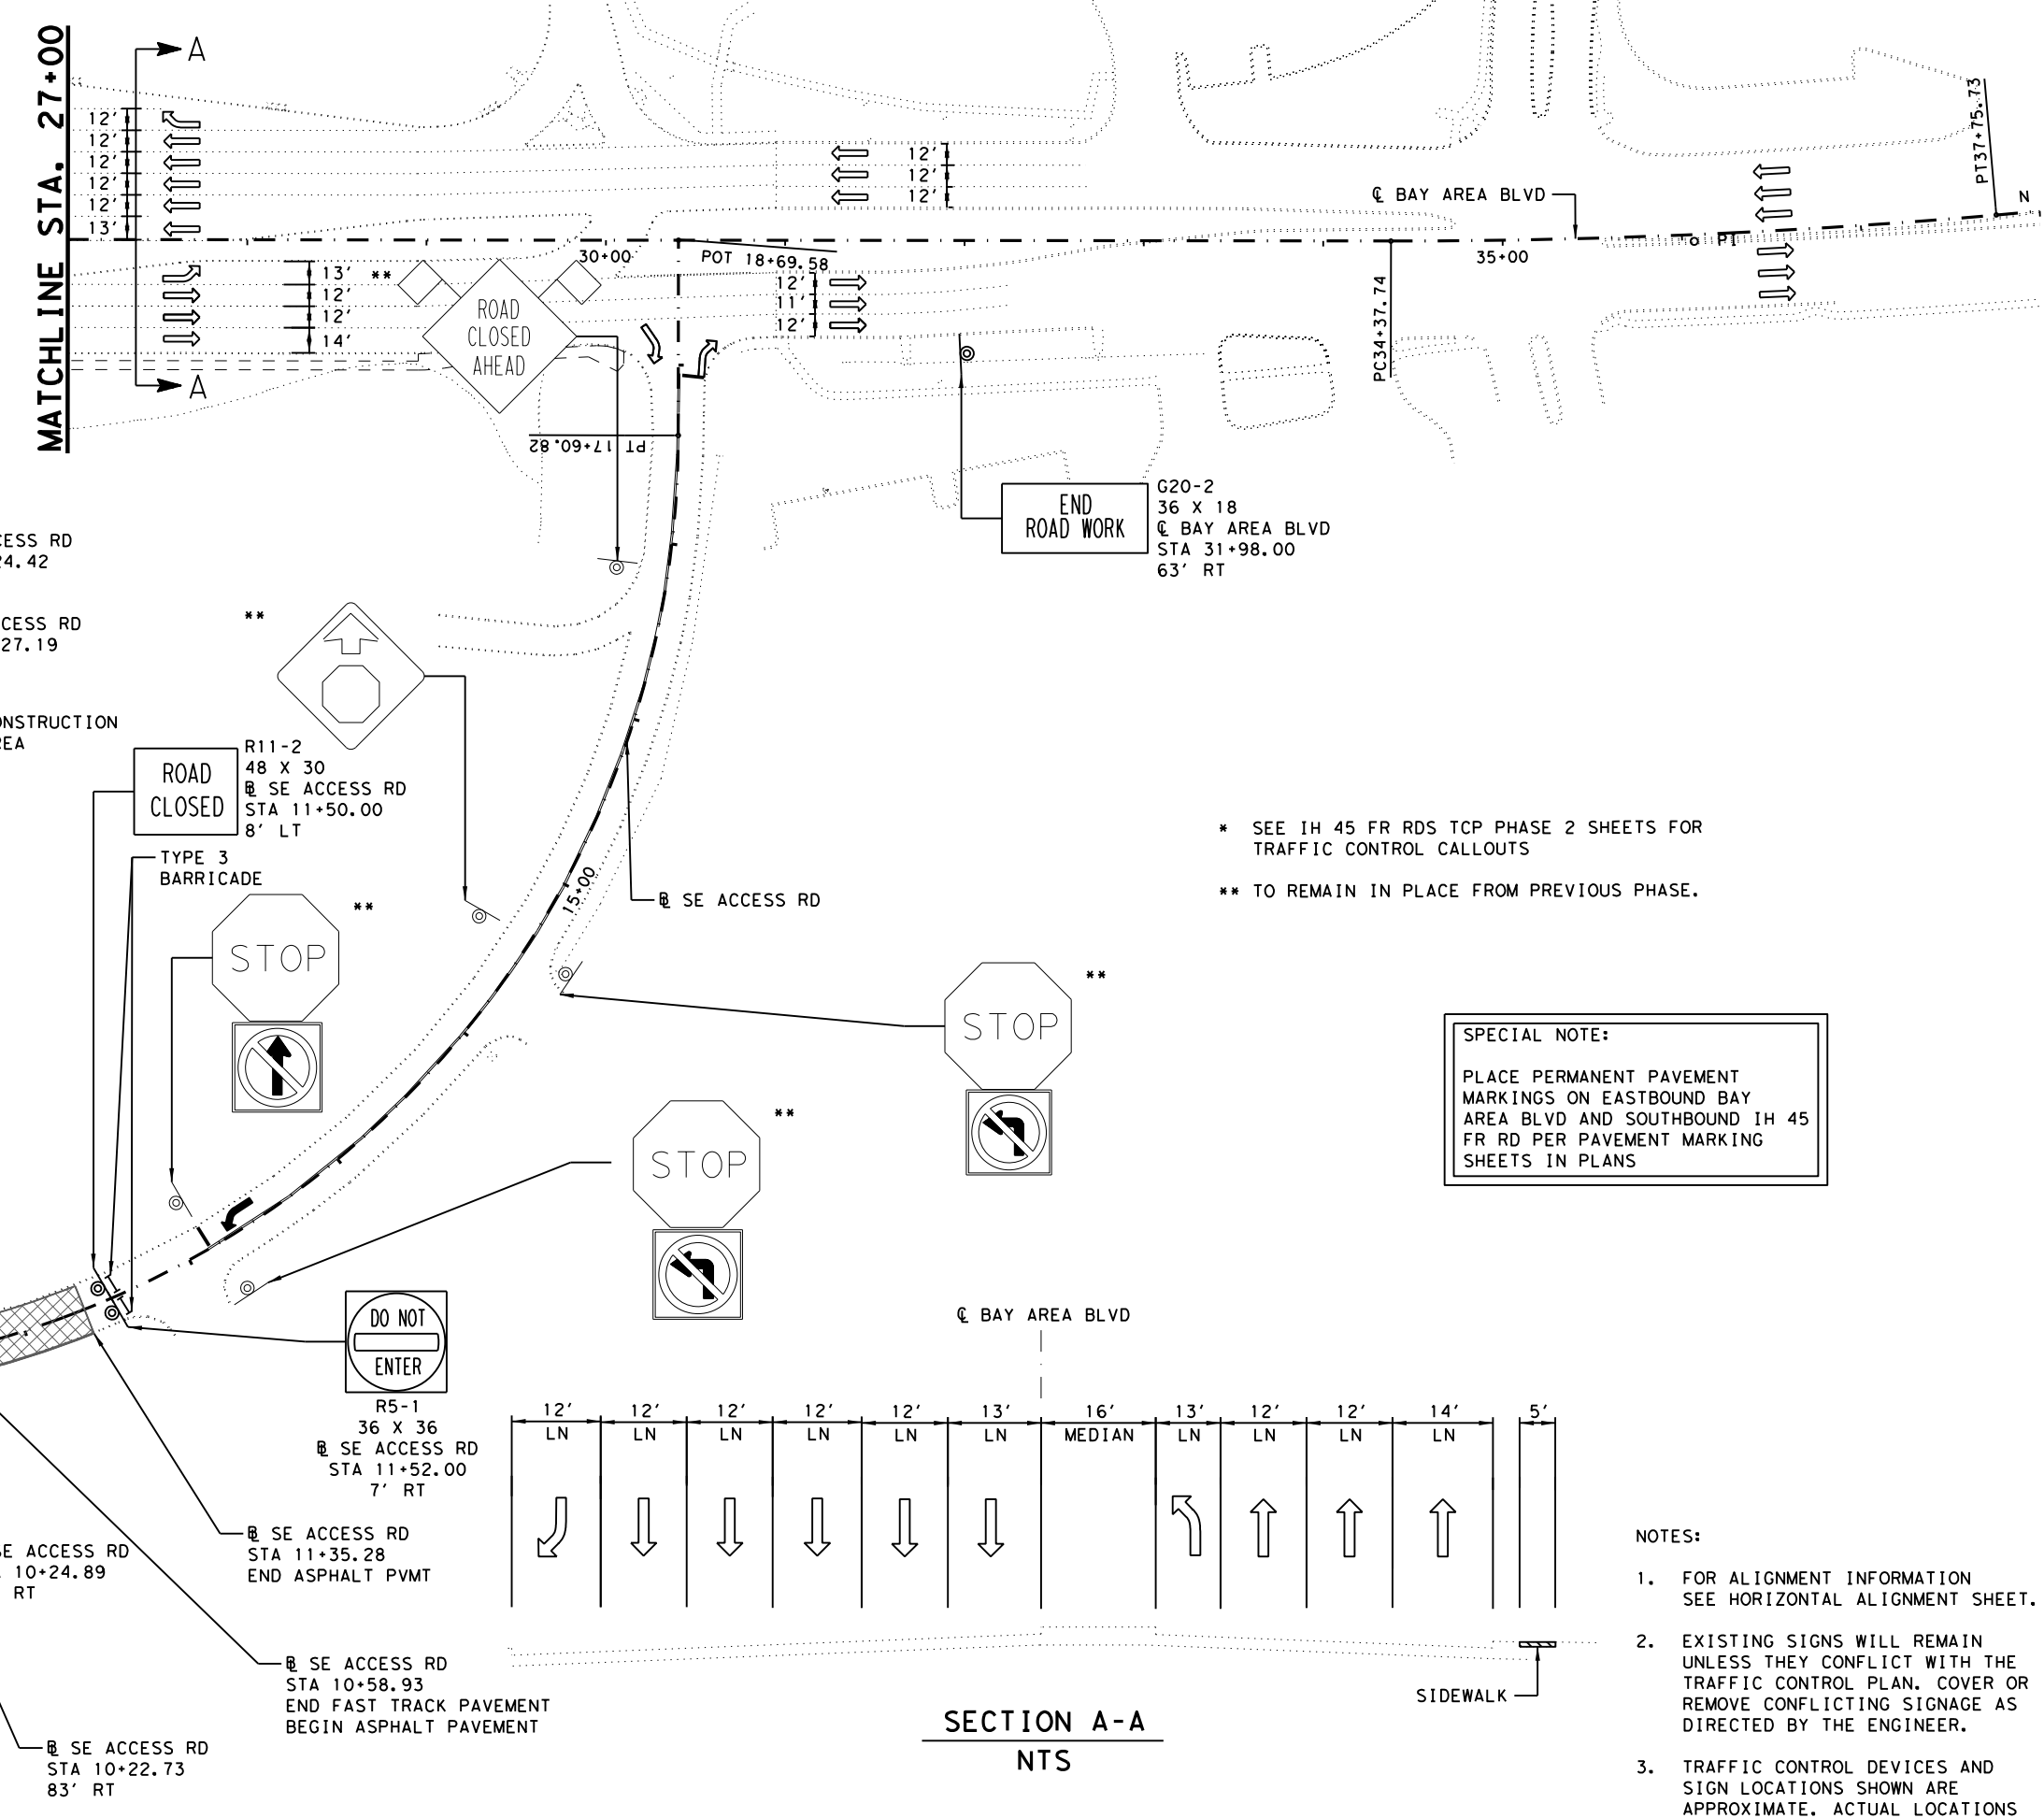 MATCHLINE STA. 27+00
A
A
12'
12'
12'
12'
12'
13'
13'
12'
12'
14'
**
ROAD
CLOSED
AHEAD
30+00
POT 18+69.58
12'
12'
12'
12'
11'
12'
℄ BAY AREA BLVD
PC34+37.74
35+00
PI
PT37+75.73
N
PT 17+60.82
END
ROAD WORK
G20-2
36 X 18
℄ BAY AREA BLVD
STA 31+98.00
63' RT
CESS RD
24.42
CESS RD
27.19
ONSTRUCTION
REA
**
ROAD
CLOSED
R11-2
48 X 30
BL SE ACCESS RD
STA 11+50.00
8' LT
TYPE 3
BARRICADE
STOP
**
15+00
BL SE ACCESS RD
* SEE IH 45 FR RDS TCP PHASE 2 SHEETS FOR
TRAFFIC CONTROL CALLOUTS
** TO REMAIN IN PLACE FROM PREVIOUS PHASE.
STOP
**
STOP
**
SPECIAL NOTE:
PLACE PERMANENT PAVEMENT
MARKINGS ON EASTBOUND BAY
AREA BLVD AND SOUTHBOUND IH 45
FR RD PER PAVEMENT MARKING
SHEETS IN PLANS
DO NOT
ENTER
R5-1
36 X 36
BL SE ACCESS RD
STA 11+52.00
7' RT
BL SE ACCESS RD
STA 11+35.28
END ASPHALT PVMT
SE ACCESS RD
10+24.89
RT
BL SE ACCESS RD
STA 10+58.93
END FAST TRACK PAVEMENT
BEGIN ASPHALT PAVEMENT
BL SE ACCESS RD
STA 10+22.73
83' RT
℄ BAY AREA BLVD
12' 12' 12' 12' 12' 13' 16' 13' 12' 12' 14' 5'
LN LN LN LN LN LN MEDIAN LN LN LN LN
SIDEWALK
SECTION A-A
NTS
NOTES:
1. FOR ALIGNMENT INFORMATION
SEE HORIZONTAL ALIGNMENT SHEET.
2. EXISTING SIGNS WILL REMAIN
UNLESS THEY CONFLICT WITH THE
TRAFFIC CONTROL PLAN. COVER OR
REMOVE CONFLICTING SIGNAGE AS
DIRECTED BY THE ENGINEER.
3. TRAFFIC CONTROL DEVICES AND
SIGN LOCATIONS SHOWN ARE
APPROXIMATE. ACTUAL LOCATIONS